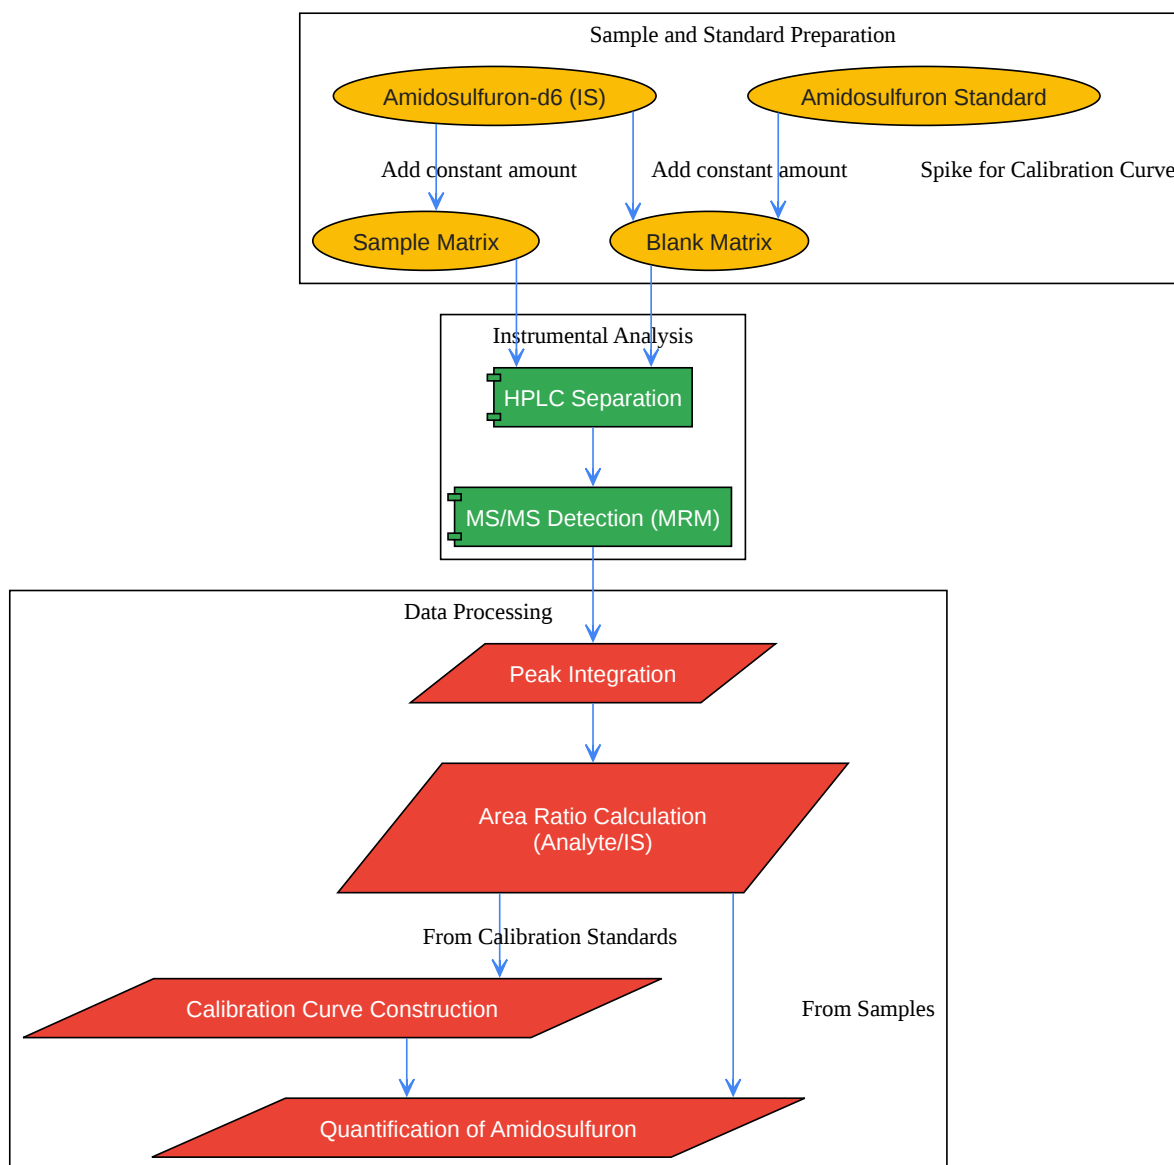 Sample and Standard Preparation
Amidosulfuron-d6 (IS)
Amidosulfuron Standard
Add constant amount
Add constant amount
Spike for Calibration Curve
Sample Matrix
Blank Matrix
Instrumental Analysis
HPLC Separation
MS/MS Detection (MRM)
Data Processing
Peak Integration
Area Ratio Calculation
(Analyte/IS)
From Calibration Standards
Calibration Curve Construction
From Samples
Quantification of Amidosulfuron